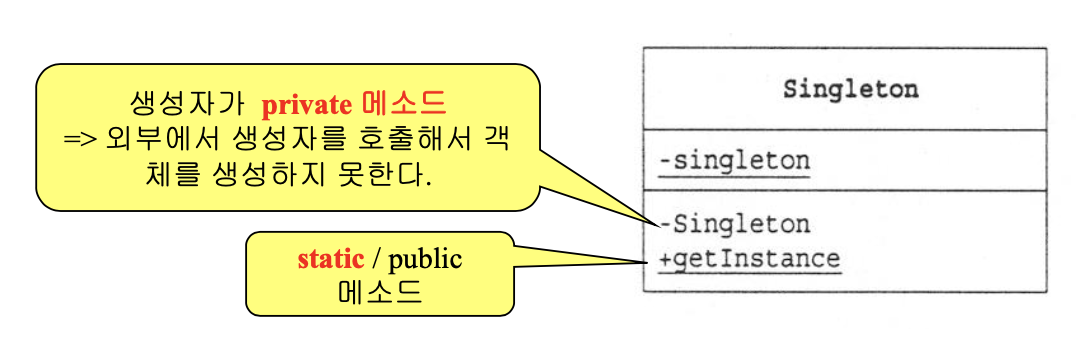 생성자가 private 메소드
=> 외부에서 생성자를 호출해서 객
체를 생성하지 못한다.
static / public
메소드
Singleton
-singleton
-Singleton
+getInstance